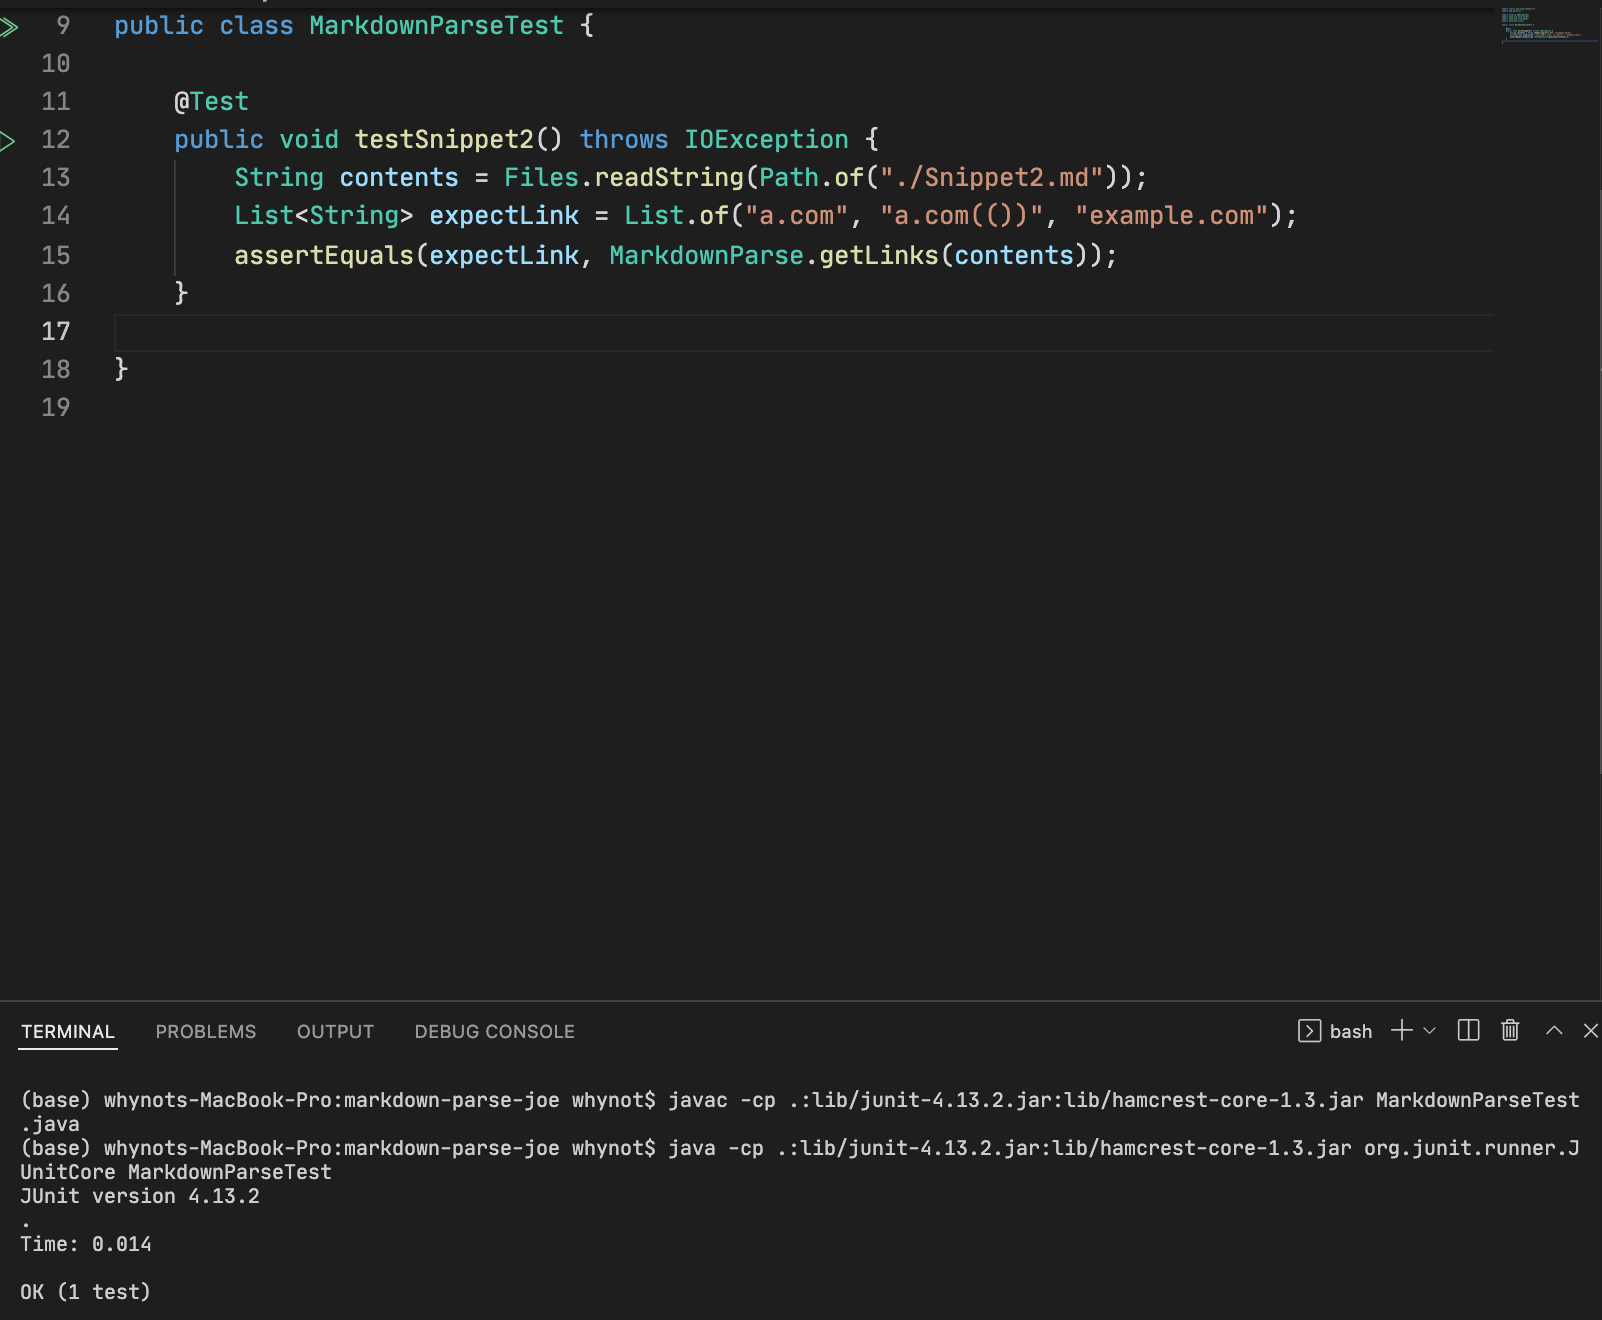 9 public class MarkdownParseTest {
10
11 @Test
12 public void testSnippet2() throws IOException {
13 String contents = Files.readString(Path.of("./Snippet2.md"));
14 List<String> expectLink = List.of("a.com", "a.com(())", "example.com");
15 assertEquals(expectLink, MarkdownParse.getLinks(contents));
16 }
17
18 }
19
TERMINAL PROBLEMS OUTPUT DEBUG CONSOLE bash
(base) whynots-MacBook-Pro:markdown-parse-joe whynot$ javac -cp .:lib/junit-4.13.2.jar:lib/hamcrest-core-1.3.jar MarkdownParseTest
.java
(base) whynots-MacBook-Pro:markdown-parse-joe whynot$ java -cp .:lib/junit-4.13.2.jar:lib/hamcrest-core-1.3.jar org.junit.runner.J
UnitCore MarkdownParseTest
JUnit version 4.13.2
.
Time: 0.014
OK (1 test)